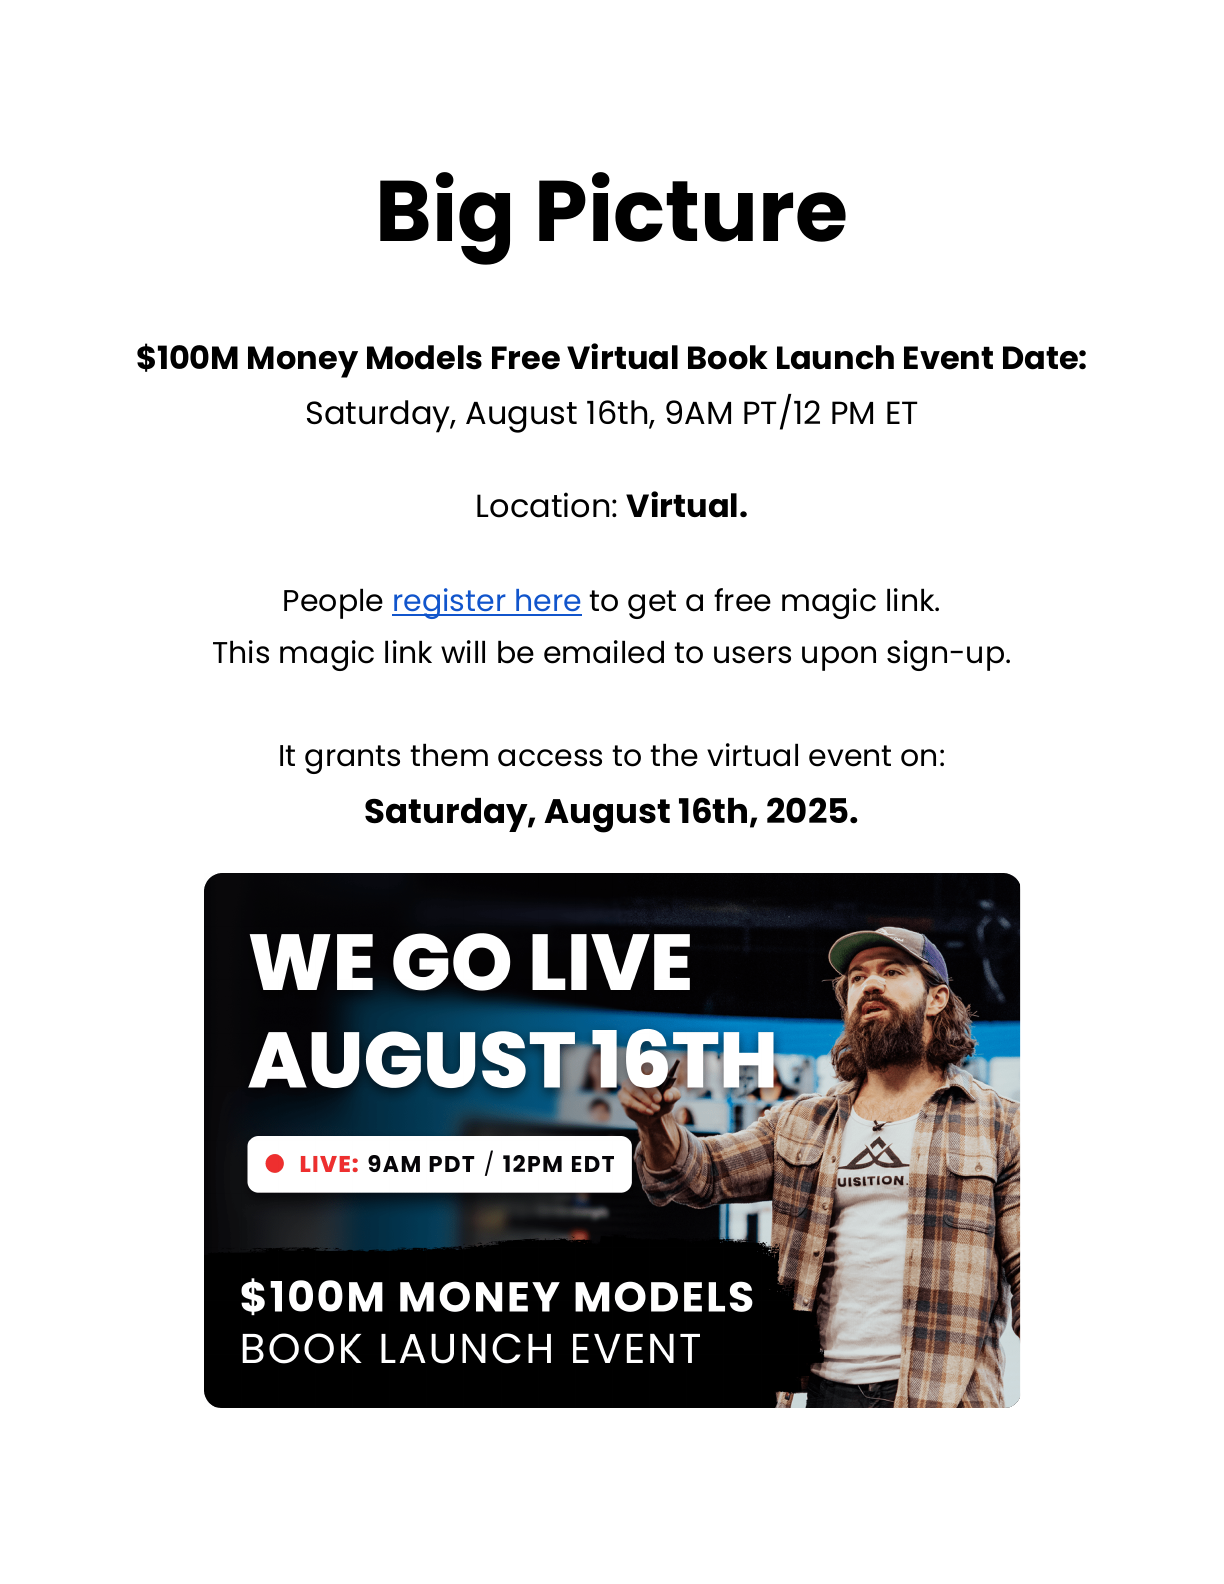 Big Picture
$100M Money Models Free Virtual Book Launch Event Date:
Saturday, August 16th, 9AM PT/12 PM ET
Location: Virtual.
People register here to get a free magic link.
This magic link will be emailed to users upon sign-up.
It grants them access to the virtual event on:
Saturday, August 16th, 2025.
WE GO LIVE
AUGUST 16TH
LIVE: 9AM PDT / 12PM EDT
UISITION.
$100M MONEY MODELS
BOOK LAUNCH EVENT